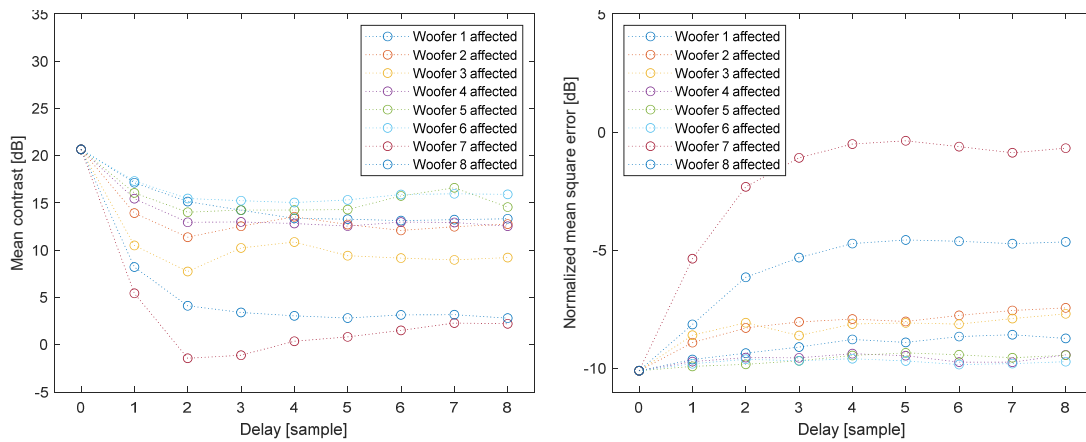 35
30
25
20
15
10
5
0
-5
Mean contrast [dB]
0 1 2 3 4 5 6 7 8
Delay [sample]
Woofer 1 affected
Woofer 2 affected
Woofer 3 affected
Woofer 4 affected
Woofer 5 affected
Woofer 6 affected
Woofer 7 affected
Woofer 8 affected
5
0
-5
-10
Normalized mean square error [dB]
0 1 2 3 4 5 6 7 8
Delay [sample]
Woofer 1 affected
Woofer 2 affected
Woofer 3 affected
Woofer 4 affected
Woofer 5 affected
Woofer 6 affected
Woofer 7 affected
Woofer 8 affected